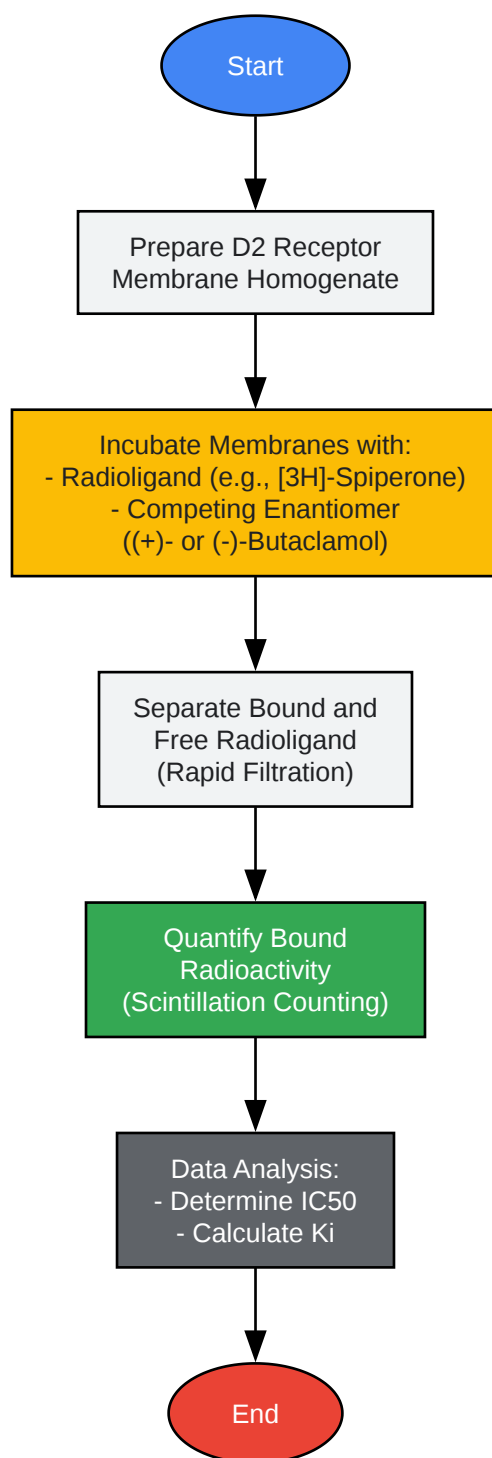 Start
Prepare D2 Receptor
Membrane Homogenate
Incubate Membranes with:
- Radioligand (e.g., [3H]-Spiperone)
- Competing Enantiomer
((+)- or (-)-Butaclamol)
Separate Bound and
Free Radioligand
(Rapid Filtration)
Quantify Bound
Radioactivity
(Scintillation Counting)
Data Analysis:
- Determine IC50
- Calculate Ki
End